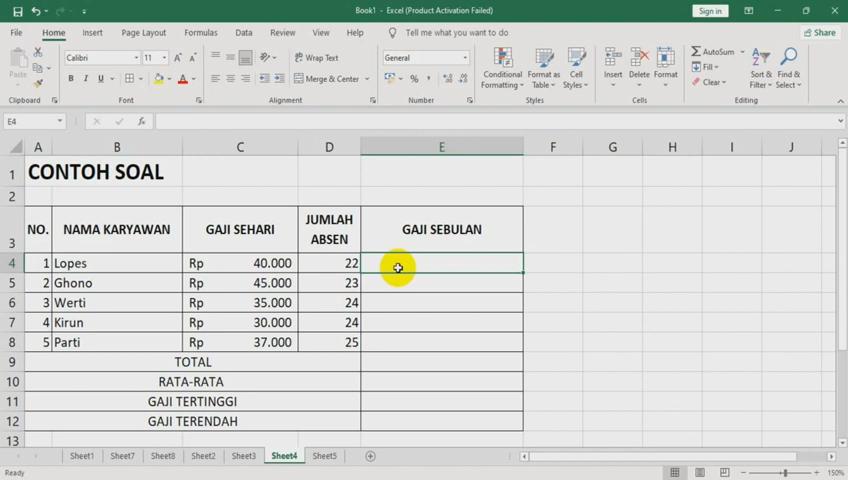 Book1 - Excel (Product Activation Failed)
Sign in
File Home Insert Page Layout Formulas Data Review View Help Tell me what you want to do Share
Paste
Calibri 11
B I U
Wrap Text
Merge & Center
General
%
Conditional Formatting
Format as Table
Cell Styles
Insert
Delete
Format
AutoSum
Fill
Clear
Sort & Filter
Find & Select
Clipboard Font Alignment Number Styles Cells Editing
E4 fx
A B C D E F G H I J
1 CONTOH SOAL
2
3 NO. NAMA KARYAWAN GAJI SEHARI JUMLAH ABSEN GAJI SEBULAN
4 1 Lopes Rp 40.000 22
5 2 Ghono Rp 45.000 23
6 3 Werti Rp 35.000 24
7 4 Kirun Rp 30.000 24
8 5 Parti Rp 37.000 25
9 TOTAL
10 RATA-RATA
11 GAJI TERTINGGI
12 GAJI TERENDAH
13
Sheet1 Sheet7 Sheet8 Sheet2 Sheet3 Sheet4 Sheet5
Ready 150%